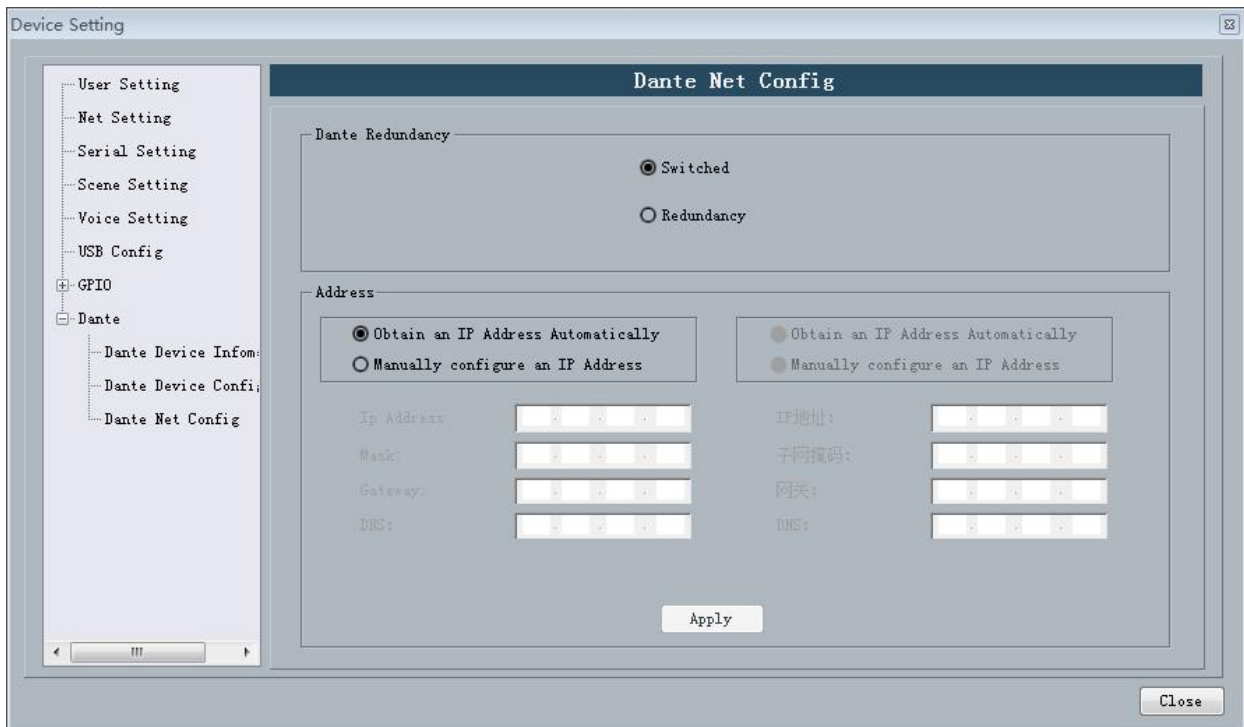 Device Setting
User Setting
Net Setting
Serial Setting
Scene Setting
Voice Setting
USB Config
GPIO
Dante
Dante Device Infom
Dante Device Confi
Dante Net Config
Dante Net Config
Dante Redundancy
Switched
Redundancy
Address
Obtain an IP Address Automatically
Manually configure an IP Address
Obtain an IP Address Automatically
Manually configure an IP Address
Ip Address
Mask:
Gateway:
DNS:
IP地址:
子网掩码:
网关:
DNS:
Apply
Close